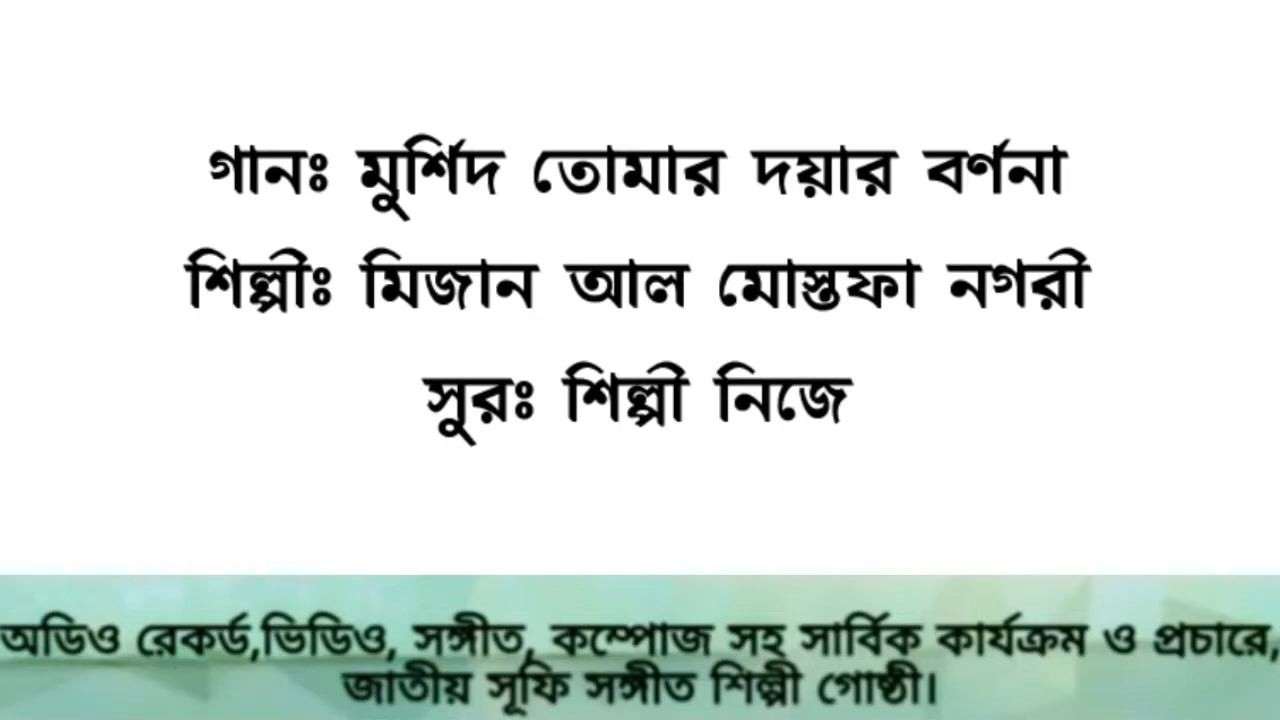 গানঃ মুর্শিদ তোমার দয়ার বর্ণনা
শিল্পীঃ মিজান আল মোস্তফা নগরী
সুরঃ শিল্পী নিজে
অডিও রেকর্ড,ভিডিও, সঙ্গীত, কম্পোজ সহ সার্বিক কার্যক্রম ও প্রচারে,
জাতীয় সূফি সঙ্গীত শিল্পী গোষ্ঠী।